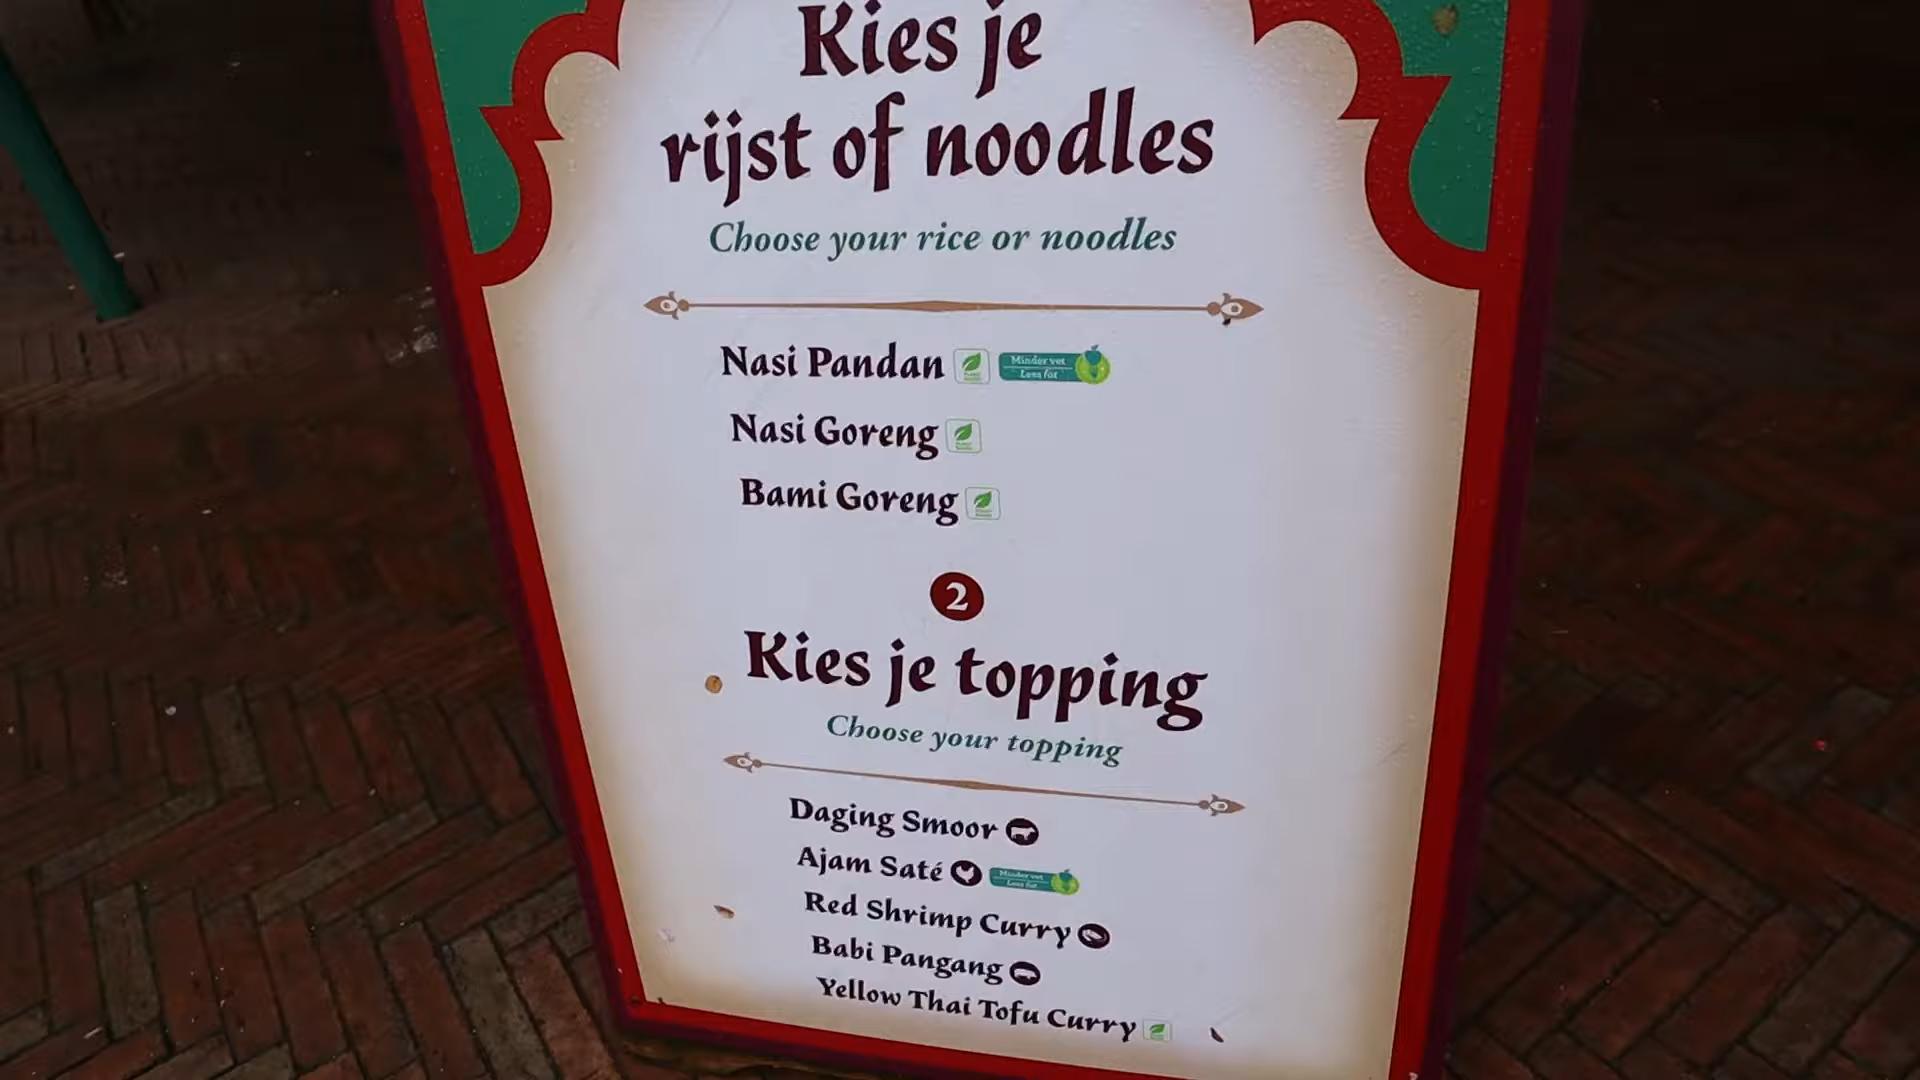 Kies je
rijst of noodles
Choose your rice or noodles
Nasi Pandan
Minder vet
Less fat
Nasi Goreng
Bami Goreng
2
Kies je topping
Choose your topping
Daging Smoor
Ajam Saté
Minder vet
Less fat
Red Shrimp Curry
Babi Pangang
Yellow Thai Tofu Curry